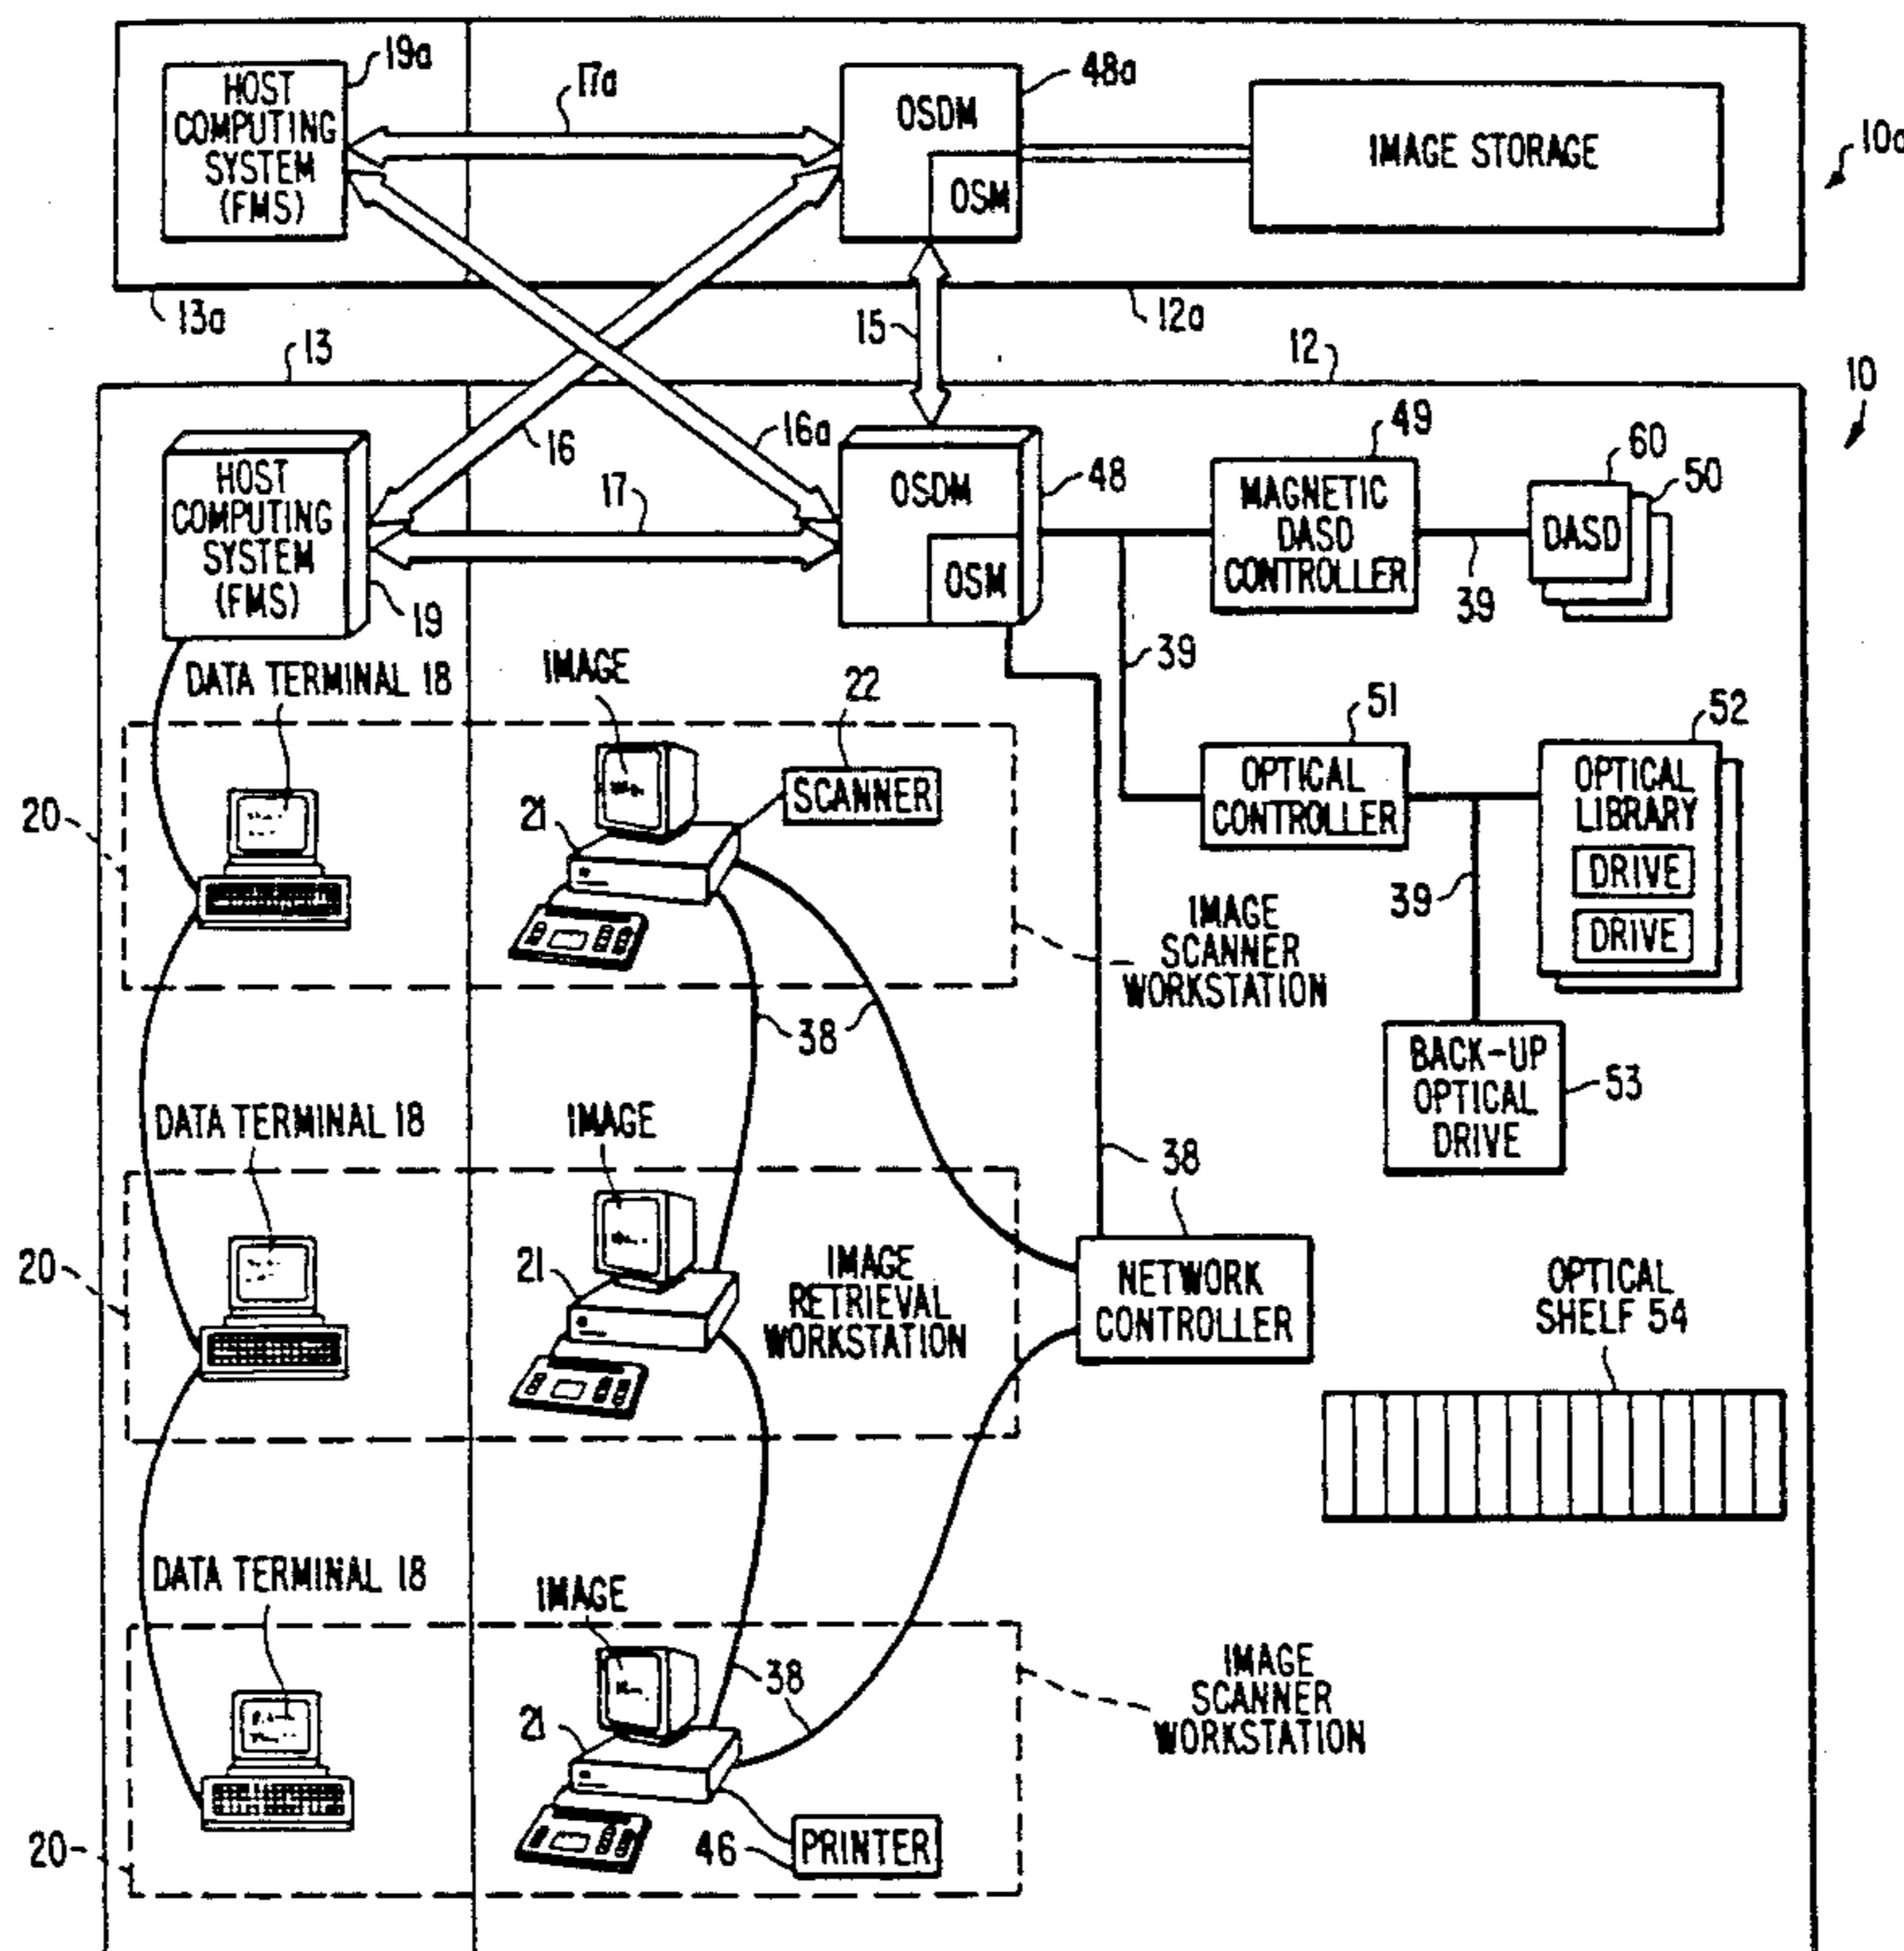 19a
HOST
COMPUTING
SYSTEM
(FMS)
17a
48a
OSDM
OSM
IMAGE STORAGE
10a
13a
15
12a
13
12
10
HOST
COMPUTING
SYSTEM
(FMS)
19
16
16a
17
OSDM
OSM
48
49
MAGNETIC
DASD
CONTROLLER
60
50
DASD
39
39
DATA TERMINAL 18
IMAGE
22
SCANNER
20
21
51
OPTICAL
CONTROLLER
52
OPTICAL
LIBRARY
DRIVE
DRIVE
39
IMAGE
SCANNER
WORKSTATION
38
BACK-UP
OPTICAL
DRIVE
53
DATA TERMINAL 18
IMAGE
38
20
21
IMAGE
RETRIEVAL
WORKSTATION
NETWORK
CONTROLLER
OPTICAL
SHELF 54
DATA TERMINAL 18
IMAGE
21
38
IMAGE
SCANNER
WORKSTATION
20
46
PRINTER